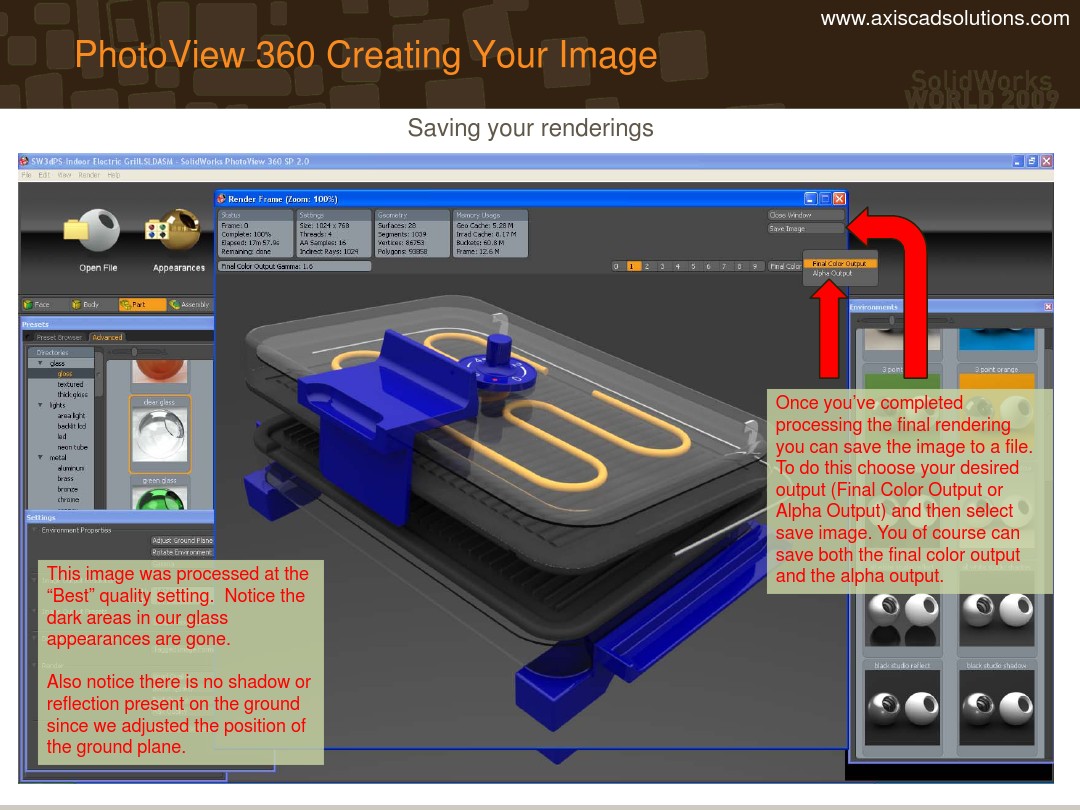 www.axiscadsolutions.com
PhotoView 360 Creating Your Image
SolidWorks
WORLD 2009
Saving your renderings
SW3dPS-Indoor Electric Grill.SLDASM - SolidWorks PhotoView 360 SP 2.0
File Edit View Render Help
Render Frame (Zoom: 100%)
Status
Frame: 0
Complete: 100%
Elapsed: 17m 57.9s
Remaining: done
Settings
Size: 1024 x 768
Threads: 4
AA Samples: 16
Indirect Rays: 1024
Geometry
Surfaces: 28
Segments: 1039
Vertices: 86753
Polygons: 93858
Memory Usage
Geo Cache: 5.28 M
Irrad Cache: 8.17 M
Buckets: 60.8 M
Frame: 12.6 M
Close Window
Save Image
Final Color Output Gamma: 1.6
0 1 2 3 4 5 6 7 8 9
Final Color
Final Color Output
Alpha Output
Open File
Appearances
Face Body Part Assembly
Presets
Preset Browser Advanced
Directories
glass
gloss
textured
thick gloss
lights
area light
backlit lcd
led
neon tube
metal
aluminum
brass
bronze
chrome
clear glass
green glass
Environments
3 point
3 point orange
black studio reflect
black studio shadow
Settings
Environment Properties
Adjust Ground Plane
Rotate Environment
Once you've completed
processing the final rendering
you can save the image to a file.
To do this choose your desired
output (Final Color Output or
Alpha Output) and then select
save image. You of course can
save both the final color output
and the alpha output.
This image was processed at the
“Best” quality setting. Notice the
dark areas in our glass
appearances are gone.
Also notice there is no shadow or
reflection present on the ground
since we adjusted the position of
the ground plane.